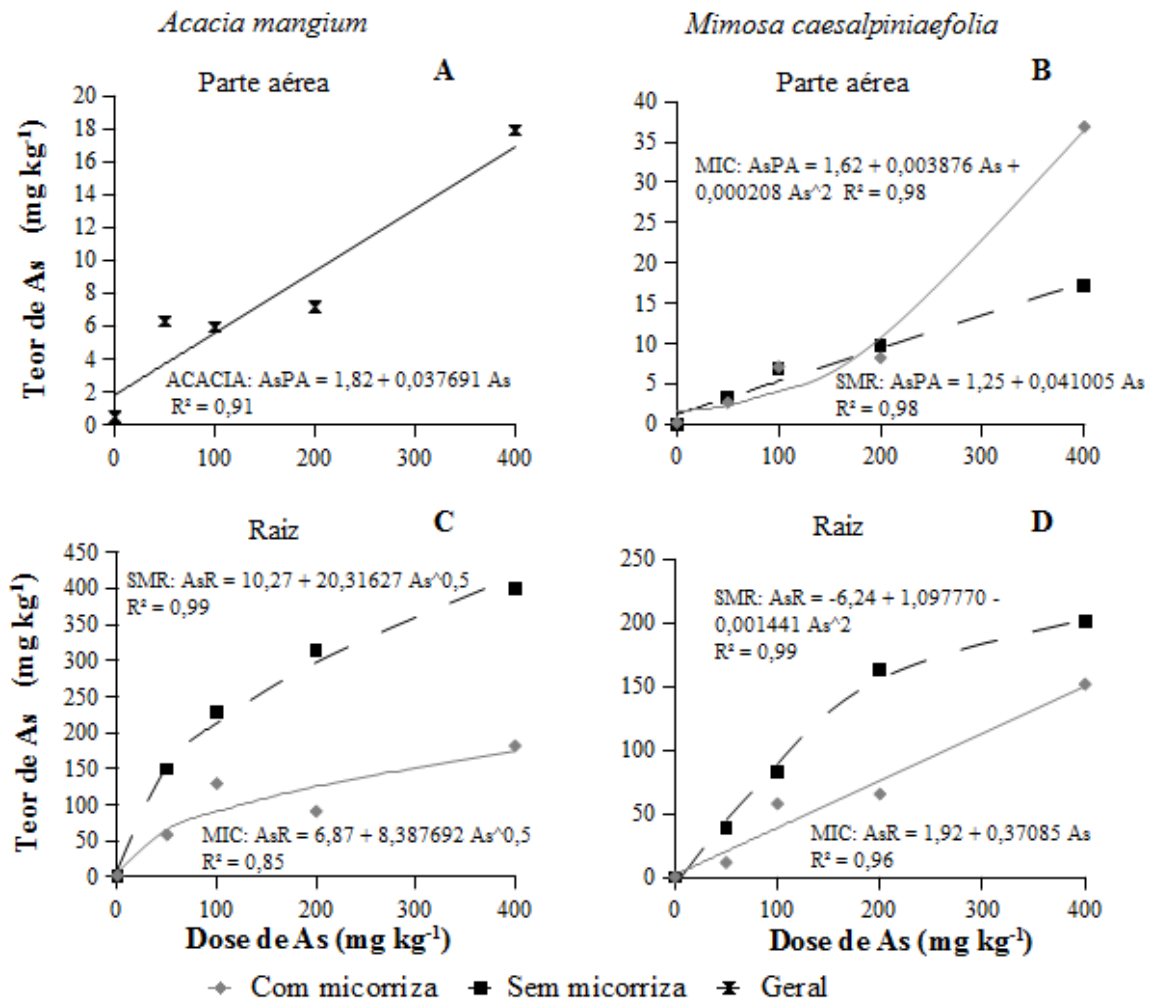 Acacia mangium
Mimosa caesalpiniaefolia
A
Parte aérea
Teor de As (mg kg⁻¹)
20
18
16
14
12
10
8
6
4
2
0
ACACIA: AsPA = 1,82 + 0,037691 As
R² = 0,91
0 100 200 300 400
B
Parte aérea
40
35
30
25
20
15
10
5
0
MIC: AsPA = 1,62 + 0,003876 As +
0,000208 As^2 R² = 0,98
SMR: AsPA = 1,25 + 0,041005 As
R² = 0,98
0 100 200 300 400
Raiz C
Teor de As (mg kg⁻¹)
450
400
350
300
250
200
150
100
50
0
SMR: AsR = 10,27 + 20,31627 As^0,5
R² = 0,99
MIC: AsR = 6,87 + 8,387692 As^0,5
R² = 0,85
0 100 200 300 400
Dose de As (mg kg⁻¹)
Raiz D
250
200
150
100
50
0
SMR: AsR = -6,24 + 1,097770 -
0,001441 As^2
R² = 0,99
MIC: AsR = 1,92 + 0,37085 As
R² = 0,96
0 100 200 300 400
Dose de As (mg kg⁻¹)
Com micorriza Sem micorriza Geral